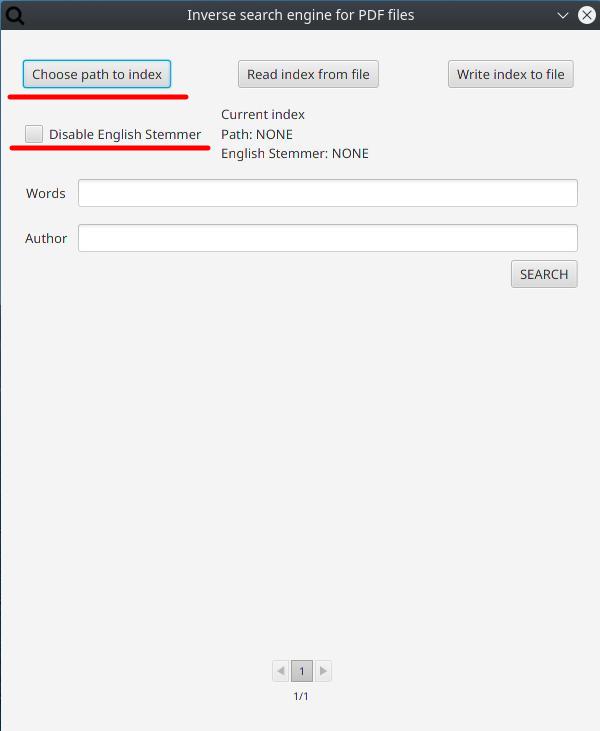 Inverse search engine for PDF files
Choose path to index
Read index from file
Write index to file
Disable English Stemmer
Current index
Path: NONE
English Stemmer: NONE
Words
Author
SEARCH
1
1/1